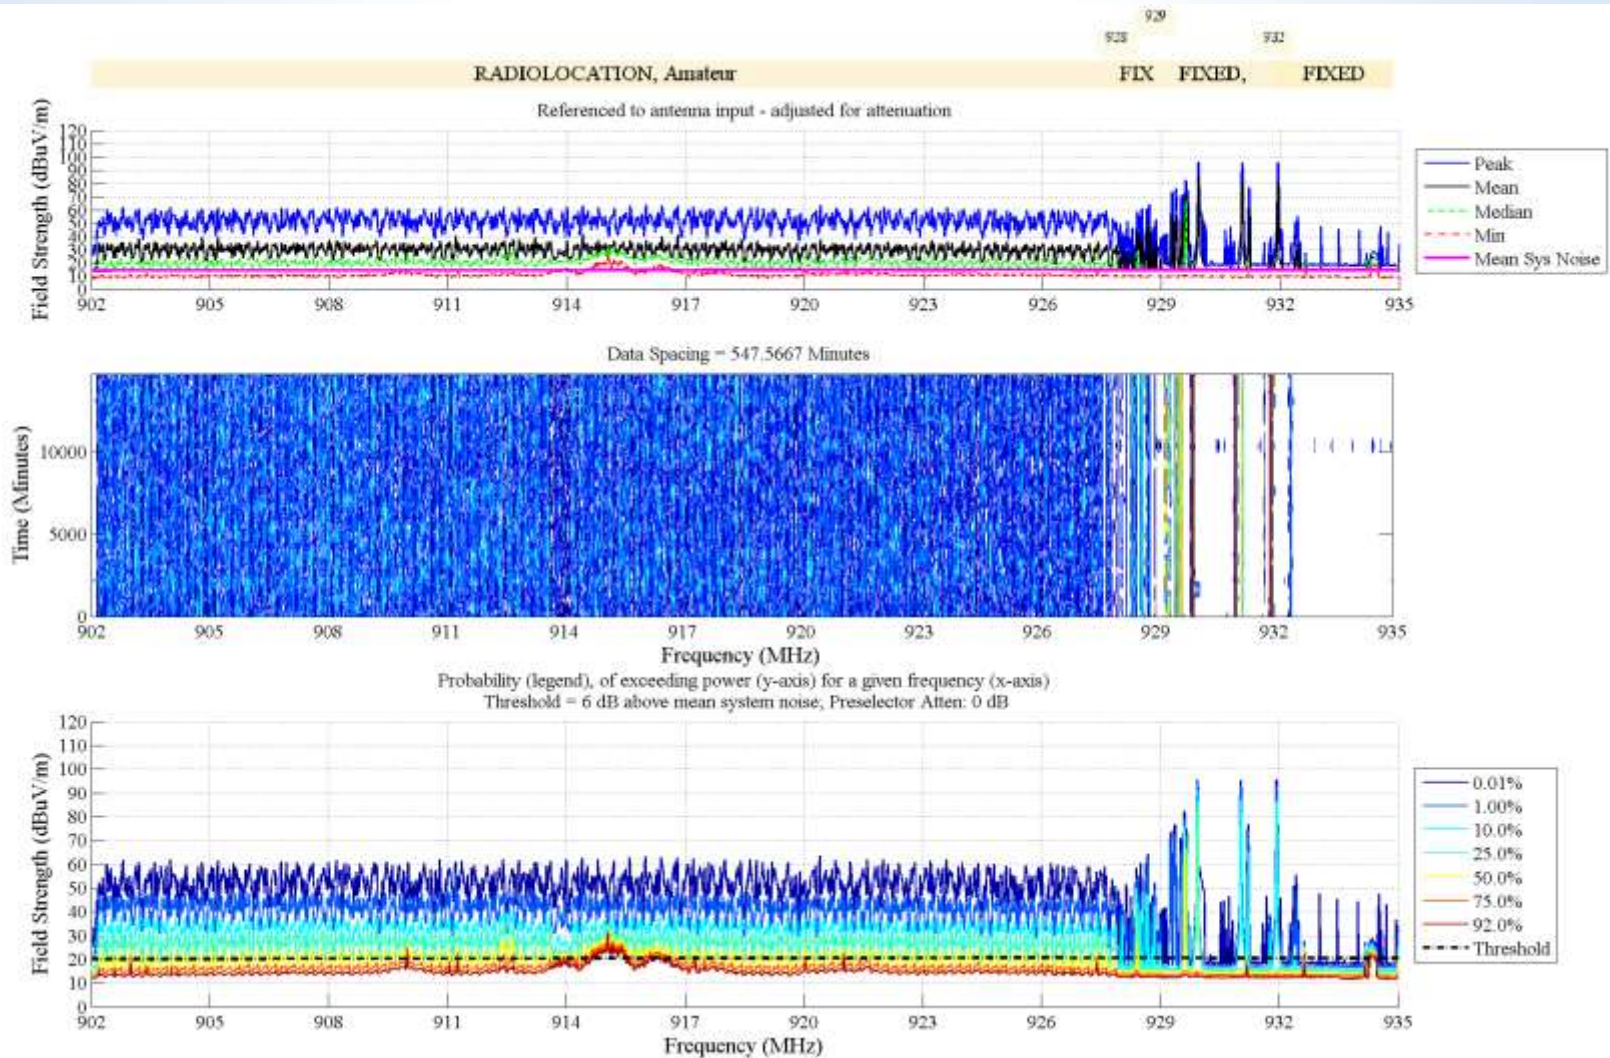 929
928 932
RADIOLOCATION, Amateur FIX FIXED, FIXED
Referenced to antenna input - adjusted for attenuation
Field Strength (dBuV/m)
120
110
100
90
80
70
60
50
40
30
20
10
0
902 905 908 911 914 917 920 923 926 929 932 935
Peak
Mean
Median
Min
Mean Sys Noise
Data Spacing = 547.5667 Minutes
Time (Minutes)
10000
5000
0
902 905 908 911 914 917 920 923 926 929 932 935
Frequency (MHz)
Probability (legend), of exceeding power (y-axis) for a given frequency (x-axis)
Threshold = 6 dB above mean system noise; Preselector Atten: 0 dB
Field Strength (dBuV/m)
120
110
100
90
80
70
60
50
40
30
20
10
0
902 905 908 911 914 917 920 923 926 929 932 935
Frequency (MHz)
0.01%
1.00%
10.0%
25.0%
50.0%
75.0%
92.0%
Threshold